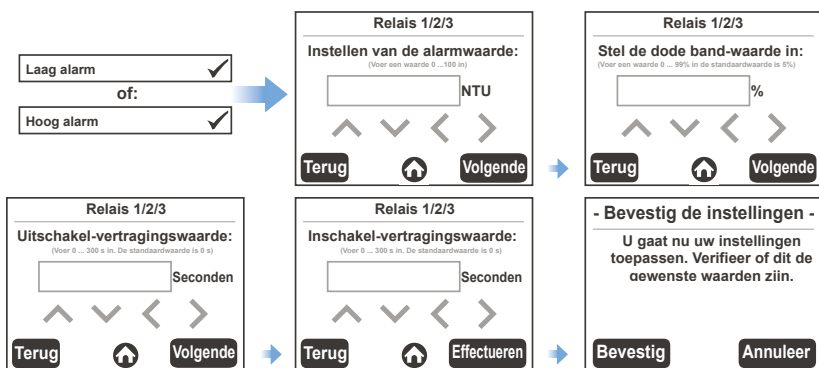 Laag alarm
of:
Hoog alarm
Relais 1/2/3
Instellen van de alarmwaarde:
(Voer een waarde 0 ...100 in)
NTU
Terug
Volgende
Relais 1/2/3
Stel de dode band-waarde in:
(Voer een waarde 0 ... 99% in de standaardwaarde is 5%)
%
Terug
Volgende
Relais 1/2/3
Uitschakel-vertragingswaarde:
(Voer 0 ... 300 s in. De standaardwaarde is 0 s)
Seconden
Terug
Volgende
Relais 1/2/3
Inschakel-vertragingswaarde:
(Voer 0 ... 300 s in. De standaardwaarde is 0 s)
Seconden
Terug
Effectueren
- Bevestig de instellingen -
U gaat nu uw instellingen
toepassen. Verifieer of dit de
gewenste waarden zijn.
Bevestig
Annuleer